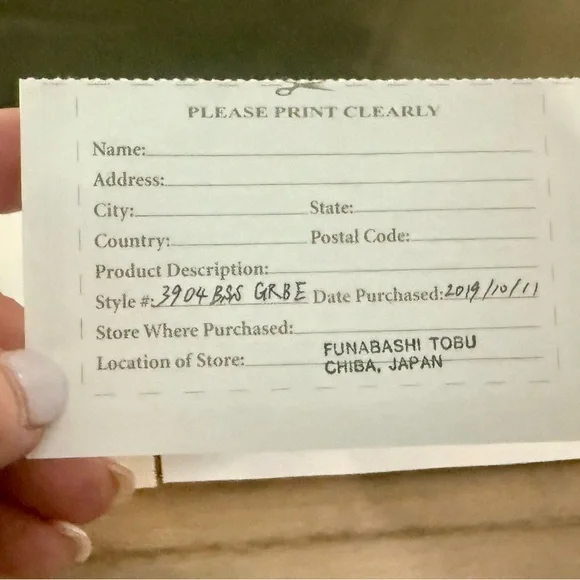 PLEASE PRINT CLEARLY
Name:
Address:
City: State:
Country: Postal Code:
Product Description:
Style #: 3904 BSS GRBE Date Purchased: 2019/10/11
Store Where Purchased:
Location of Store: FUNABASHI TOBU
CHIBA, JAPAN